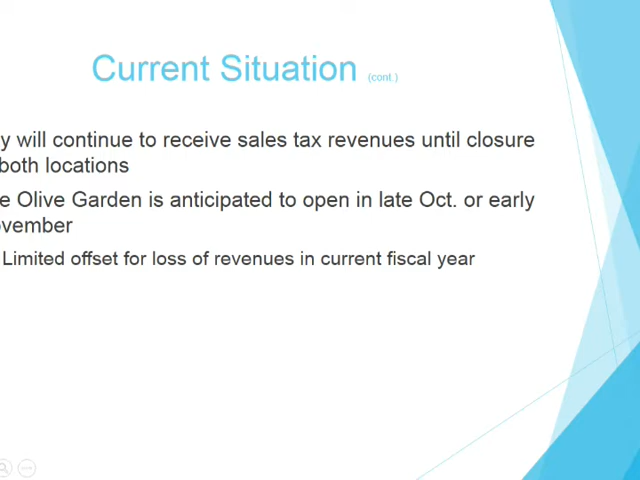 Current Situation (cont.)
y will continue to receive sales tax revenues until closure
both locations
e Olive Garden is anticipated to open in late Oct. or early
ovember
Limited offset for loss of revenues in current fiscal year